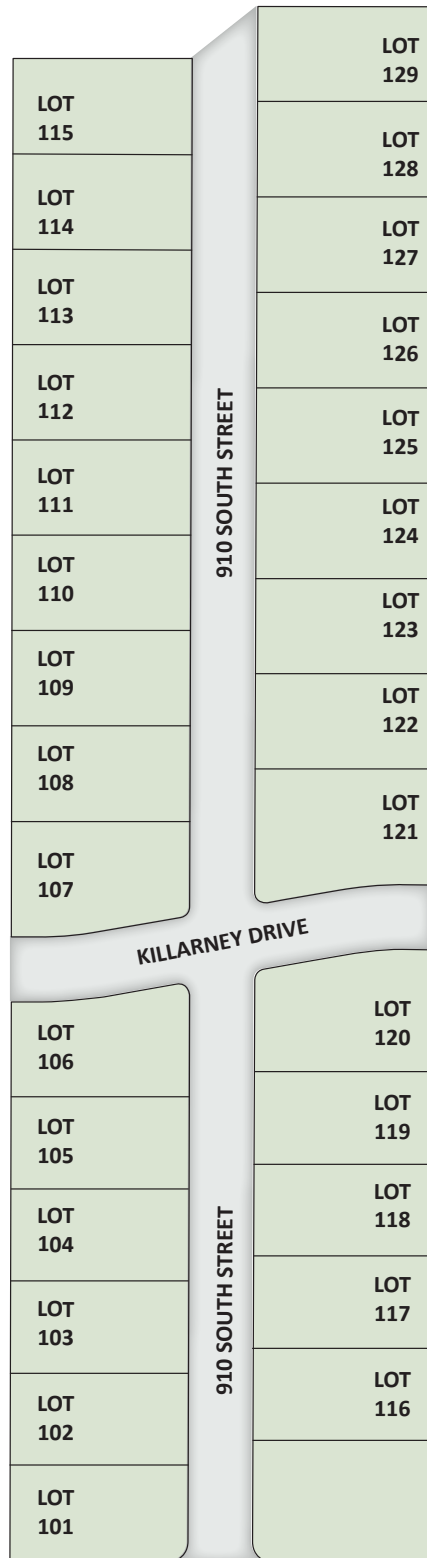 LOT
129
LOT
115
LOT
128
LOT
114
LOT
127
LOT
113
LOT
126
LOT
112
LOT
125
LOT
111
910 SOUTH STREET
LOT
124
LOT
110
LOT
123
LOT
109
LOT
122
LOT
108
LOT
121
LOT
107
KILLARNEY DRIVE
LOT
120
LOT
106
LOT
119
LOT
105
LOT
118
LOT
104
910 SOUTH STREET
LOT
117
LOT
103
LOT
116
LOT
102
LOT
101